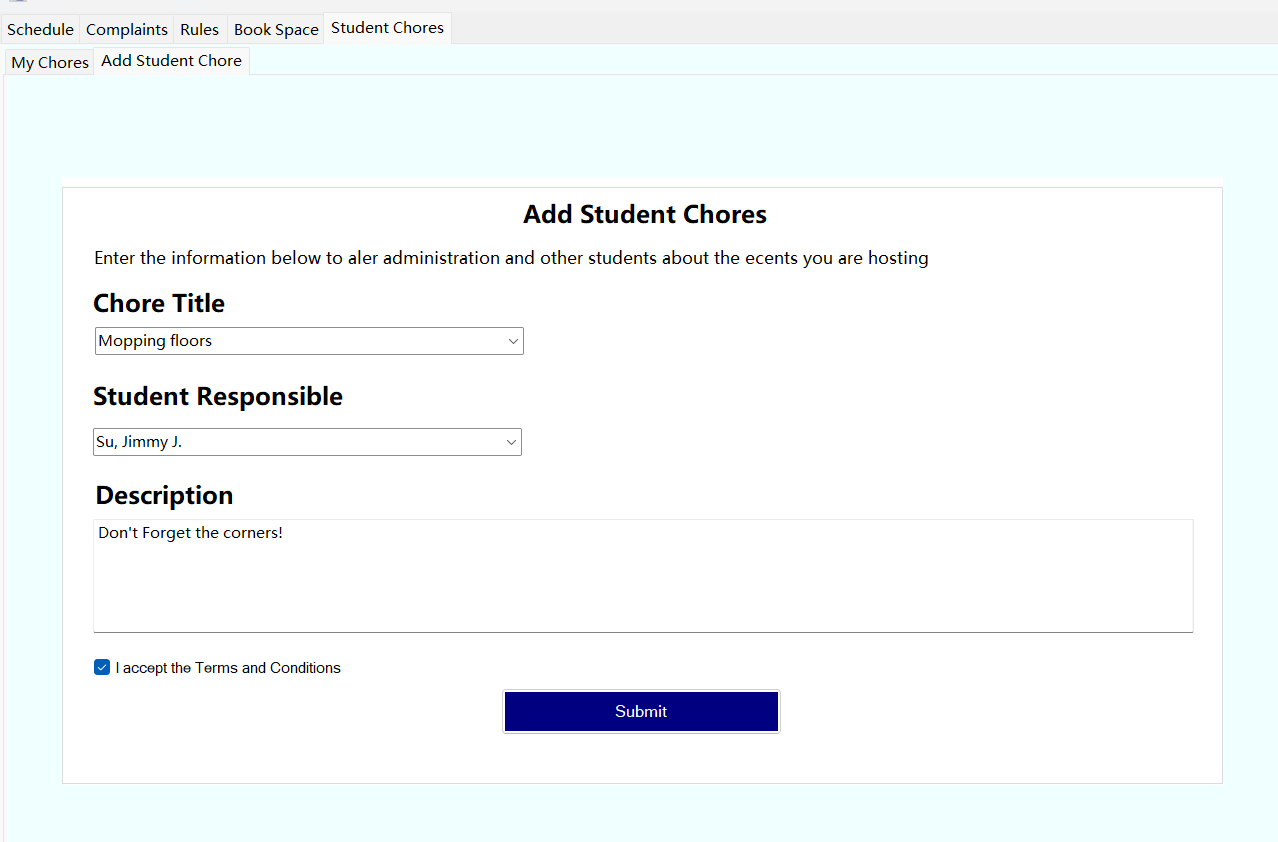 Schedule Complaints Rules Book Space Student Chores
My Chores Add Student Chore
Add Student Chores
Enter the information below to aler administration and other students about the ecents you are hosting
Chore Title
Mopping floors
Student Responsible
Su, Jimmy J.
Description
Don't Forget the corners!
I accept the Terms and Conditions
Submit